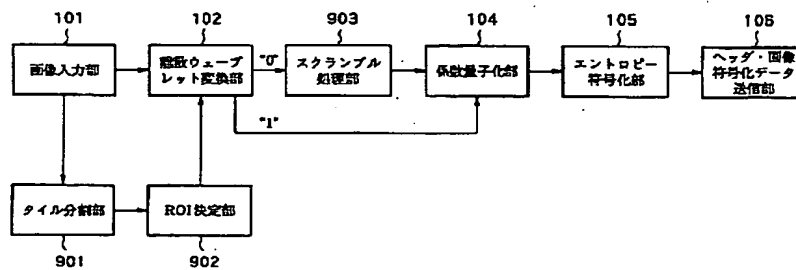 101
102
903
104
105
106
画像入力部
離散ウェーブ
レット変換部
"0"
スクランブル
処理部
係数量子化部
エントロピー
符号化部
ヘッダ・画像
符号化データ
送信部
"1"
タイル分割部
ROI決定部
901
902